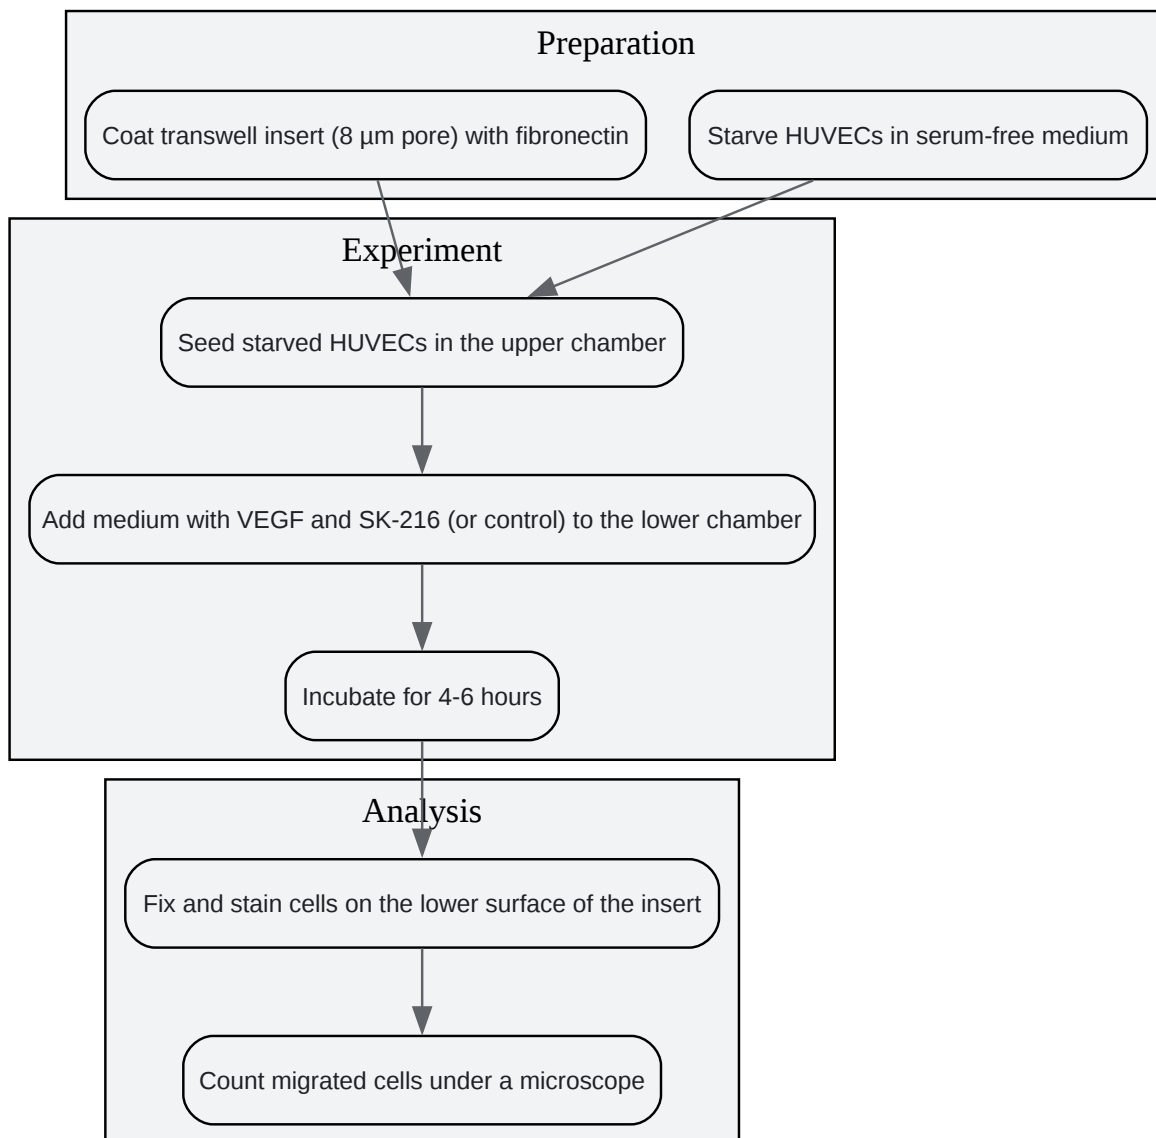 Preparation
Coat transwell insert (8 µm pore) with fibronectin
Starve HUVECs in serum-free medium
Experiment
Seed starved HUVECs in the upper chamber
Add medium with VEGF and SK-216 (or control) to the lower chamber
Incubate for 4-6 hours
Analysis
Fix and stain cells on the lower surface of the insert
Count migrated cells under a microscope